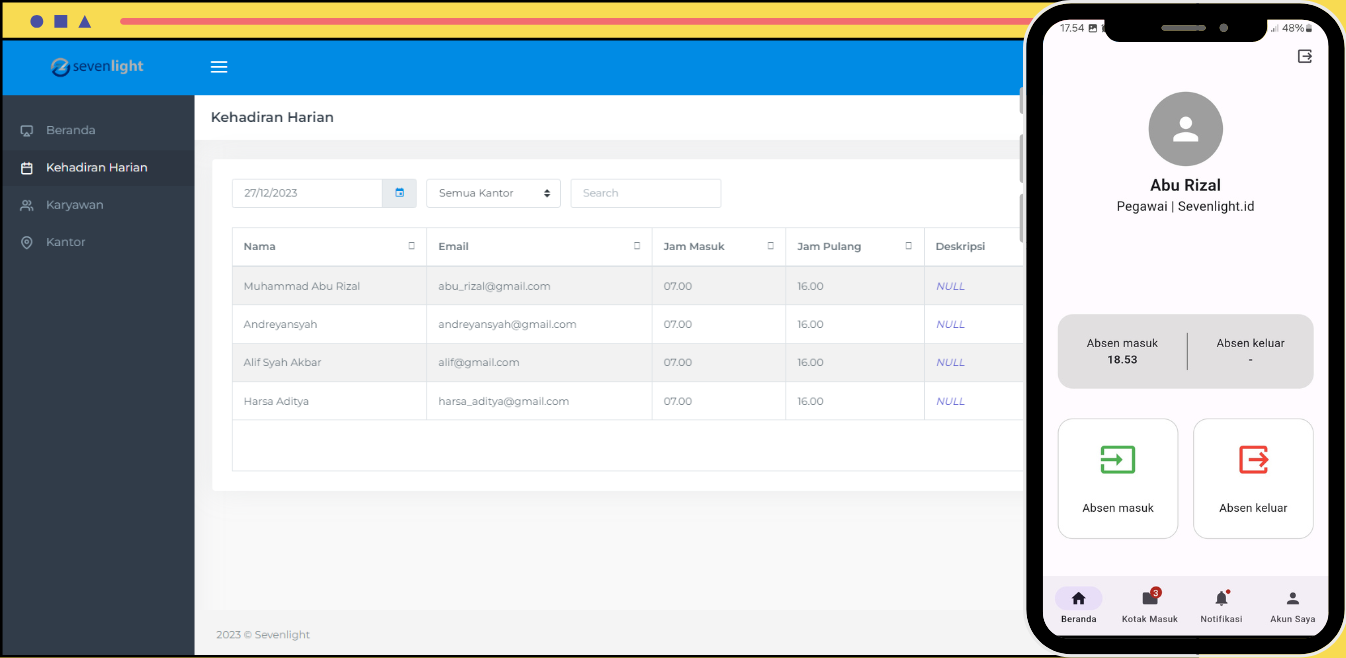 sevenlight
Kehadiran Harian
Beranda
Kehadiran Harian
Karyawan
Kantor
27/12/2023 Semua Kantor Search
Nama Email Jam Masuk Jam Pulang Deskripsi
Muhammad Abu Rizal abu_rizal@gmail.com 07.00 16.00 NULL
Andreyansyah andreyansyah@gmail.com 07.00 16.00 NULL
Alif Syah Akbar alif@gmail.com 07.00 16.00 NULL
Harsa Aditya harsa_aditya@gmail.com 07.00 16.00 NULL
2023 © Sevenlight
17.54 48%
Abu Rizal
Pegawai | Sevenlight.id
Absen masuk Absen keluar
18.53 -
Absen masuk Absen keluar
3
Beranda Kotak Masuk Notifikasi Akun Saya